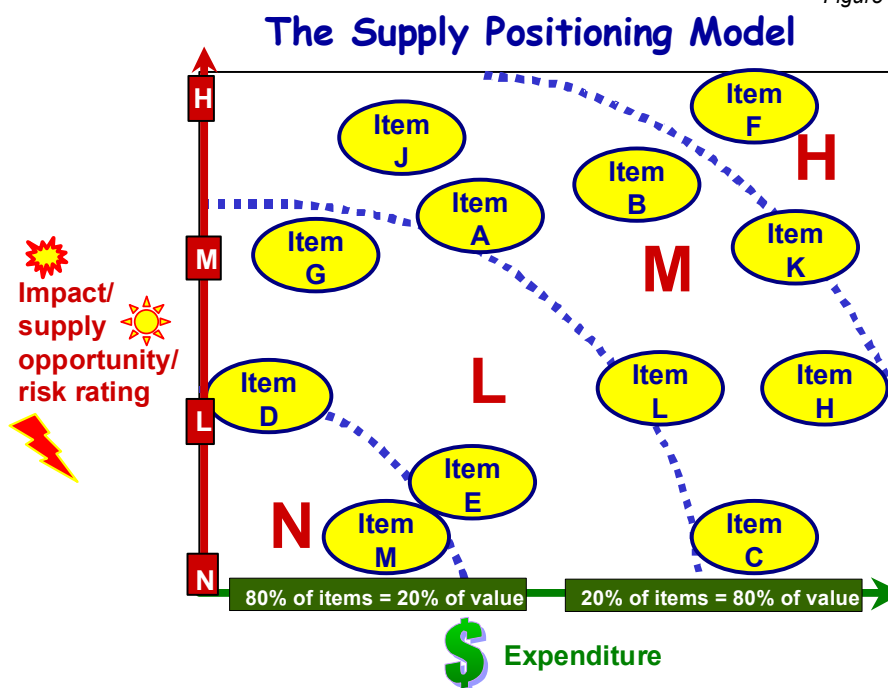 Figure
The Supply Positioning Model
H
Item
F
Item
J
H
Item
B
Item
A
Item
K
Item
G
M
M
Impact/
supply
opportunity/
risk rating
L
Item
D
Item
L
Item
H
L
Item
E
N
Item
M
Item
C
N
80% of items = 20% of value
20% of items = 80% of value
$ Expenditure